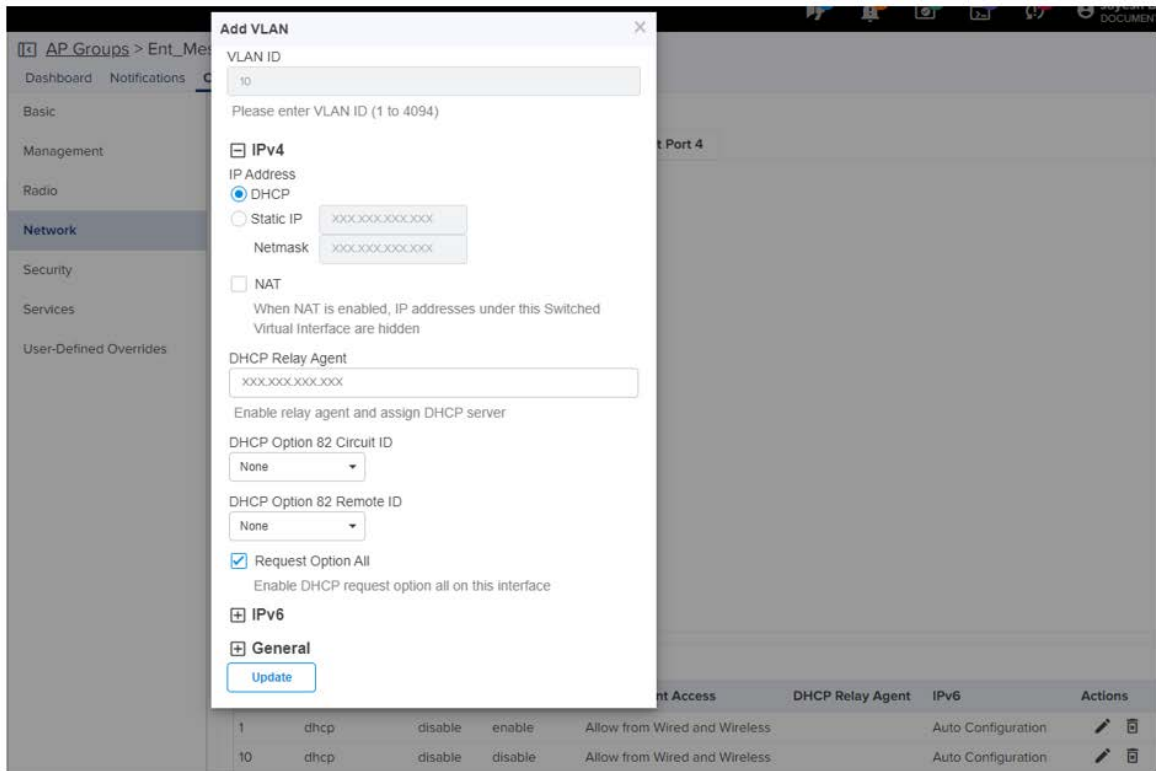 Add VLAN
DOCUMENT
AP Groups > Ent_Mes
Dashboard Notifications
VLAN ID
10
Please enter VLAN ID (1 to 4094)
Basic
Management
Radio
Network
Security
Services
User-Defined Overrides
IPv4
IP Address
DHCP
Static IP XXX.XXX.XXX.XXX
Netmask XXX.XXX.XXX.XXX
NAT
When NAT is enabled, IP addresses under this Switched
Virtual Interface are hidden
DHCP Relay Agent
XXX.XXX.XXX.XXX
Enable relay agent and assign DHCP server
DHCP Option 82 Circuit ID
None
DHCP Option 82 Remote ID
None
Request Option All
Enable DHCP request option all on this interface
IPv6
General
Update
t Port 4
nt Access DHCP Relay Agent IPv6 Actions
1 dhcp disable enable Allow from Wired and Wireless Auto Configuration
10 dhcp disable disable Allow from Wired and Wireless Auto Configuration